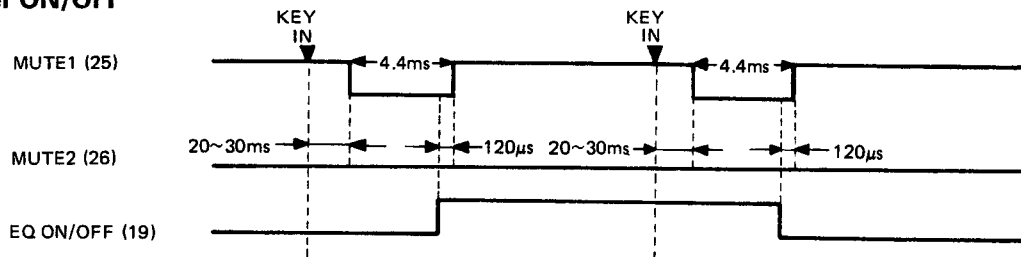 ON/OFF
KEY IN KEY IN
MUTE1 (25) 4.4ms 4.4ms
20~30ms 120μs 20~30ms 120μs
MUTE2 (26)
EQ ON/OFF (19)